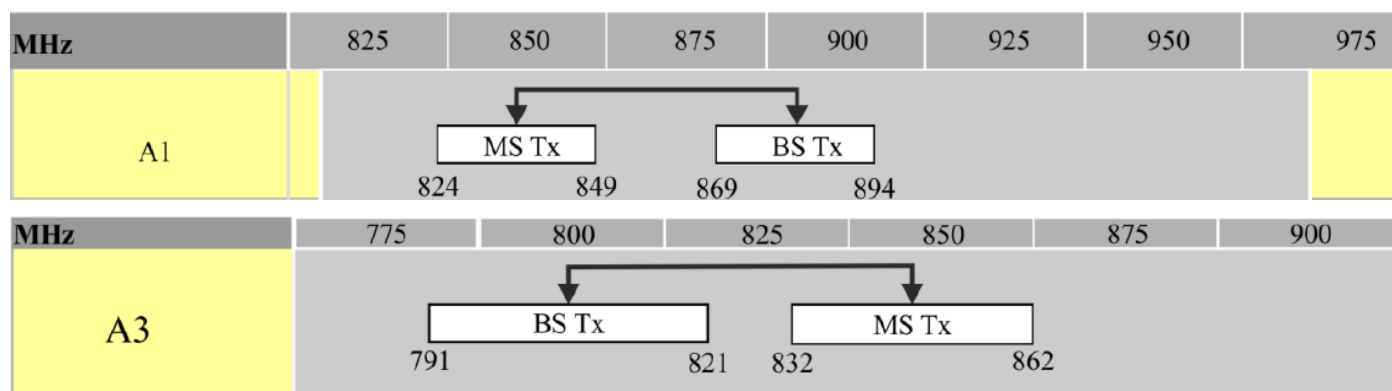 MHz 825 850 875 900 925 950 975
A1
MS Tx BS Tx
824 849 869 894
MHz 775 800 825 850 875 900
A3
BS Tx MS Tx
791 821 832 862